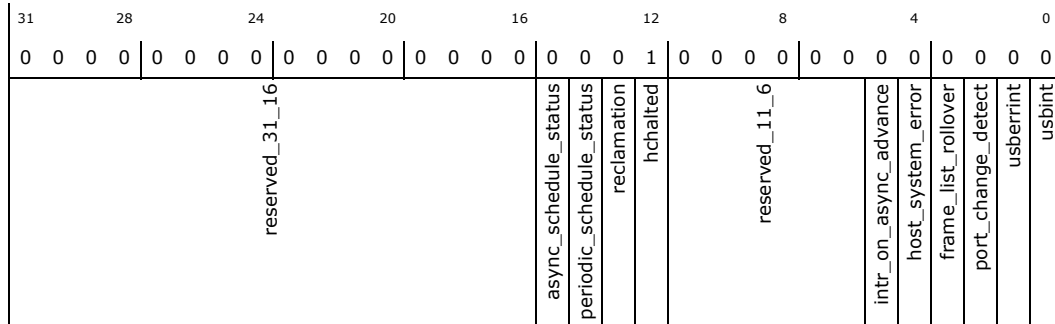 31 28 24 20 16 12 8 4 0
0 0 0 0 0 0 0 0 0 0 0 0 0 0 0 0 0 0 0 1 0 0 0 0 0 0 0 0 0 0 0 0
reserved_31_16
async_schedule_status
periodic_schedule_status
reclamation
hchalted
reserved_11_6
intr_on_async_advance
host_system_error
frame_list_rollover
port_change_detect
usberrint
usbint